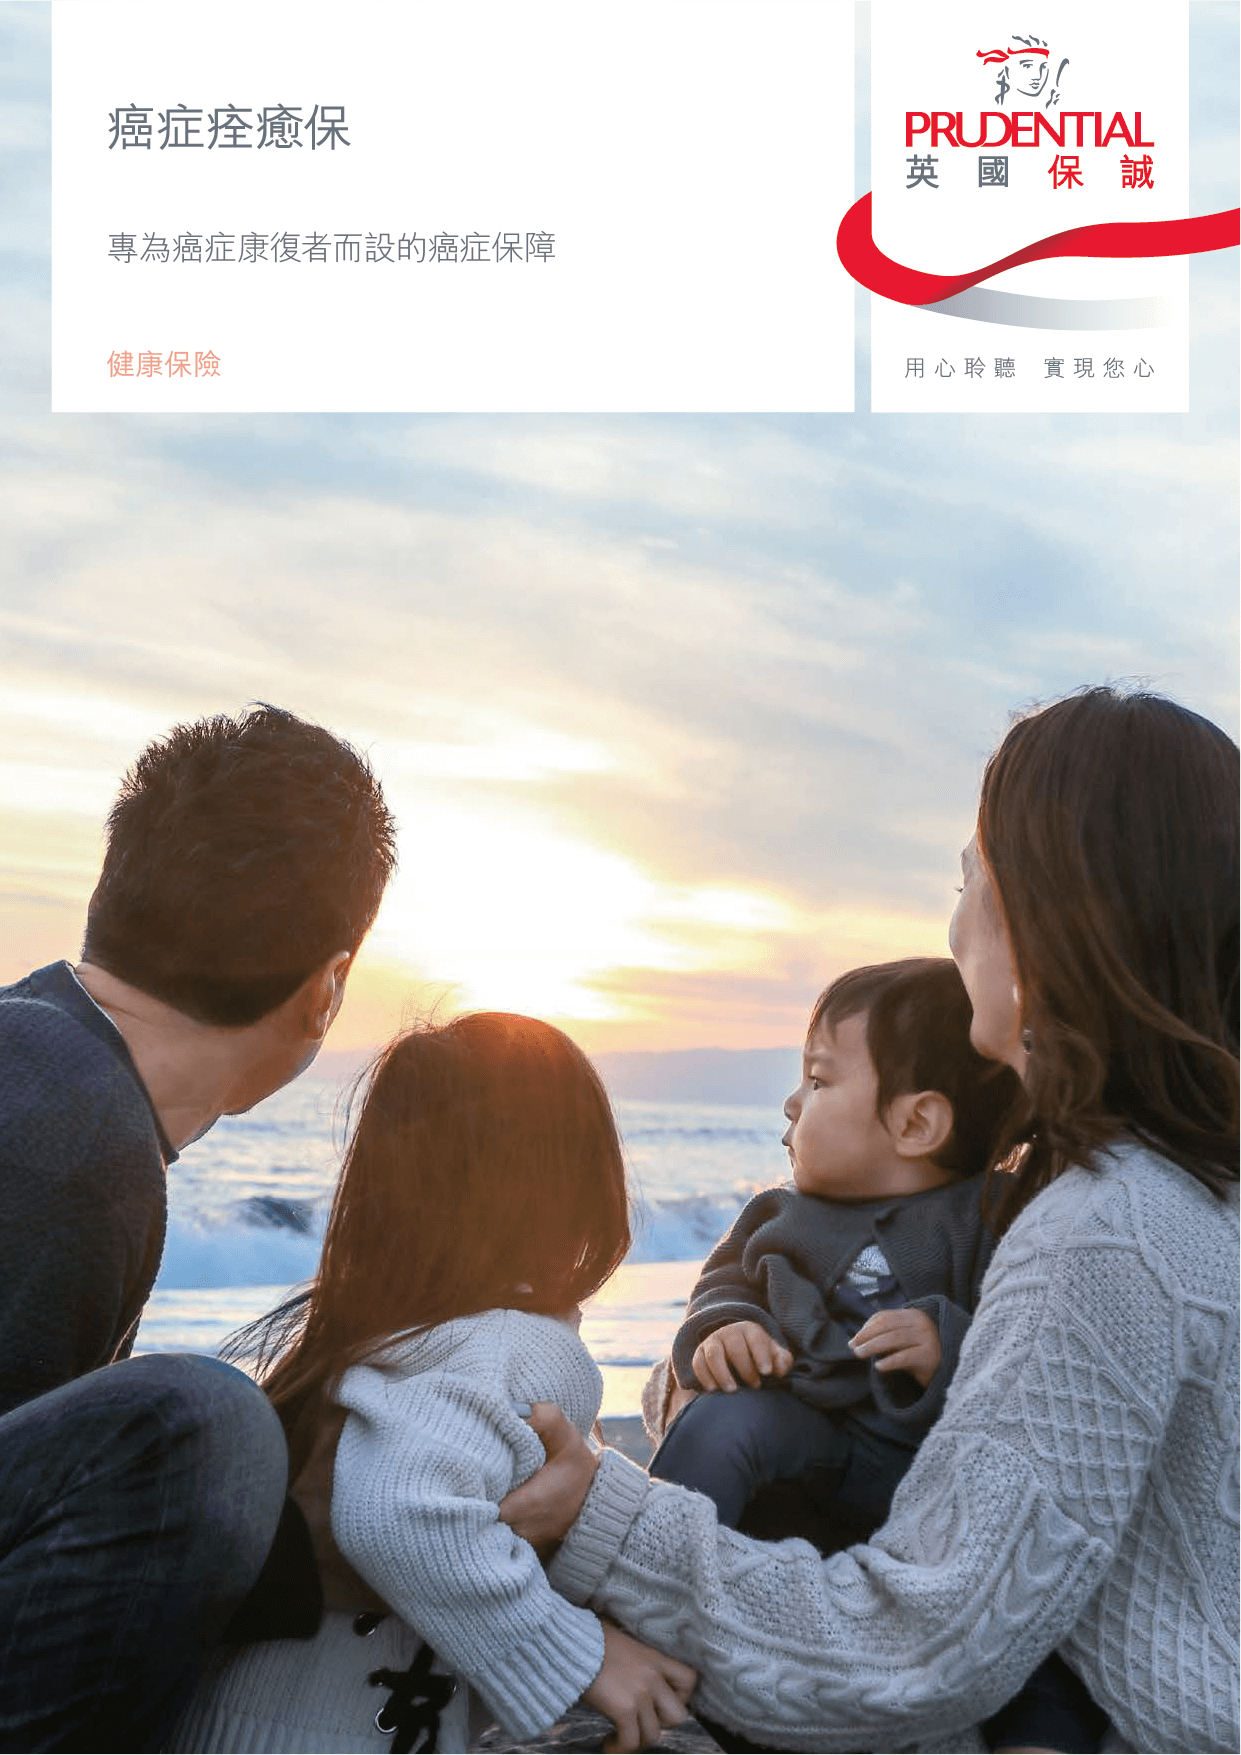 癌症痊癒保
專為癌症康復者而設的癌症保障
健康保險
PRUDENTIAL
英國保誠
用心聆聽 實現您心